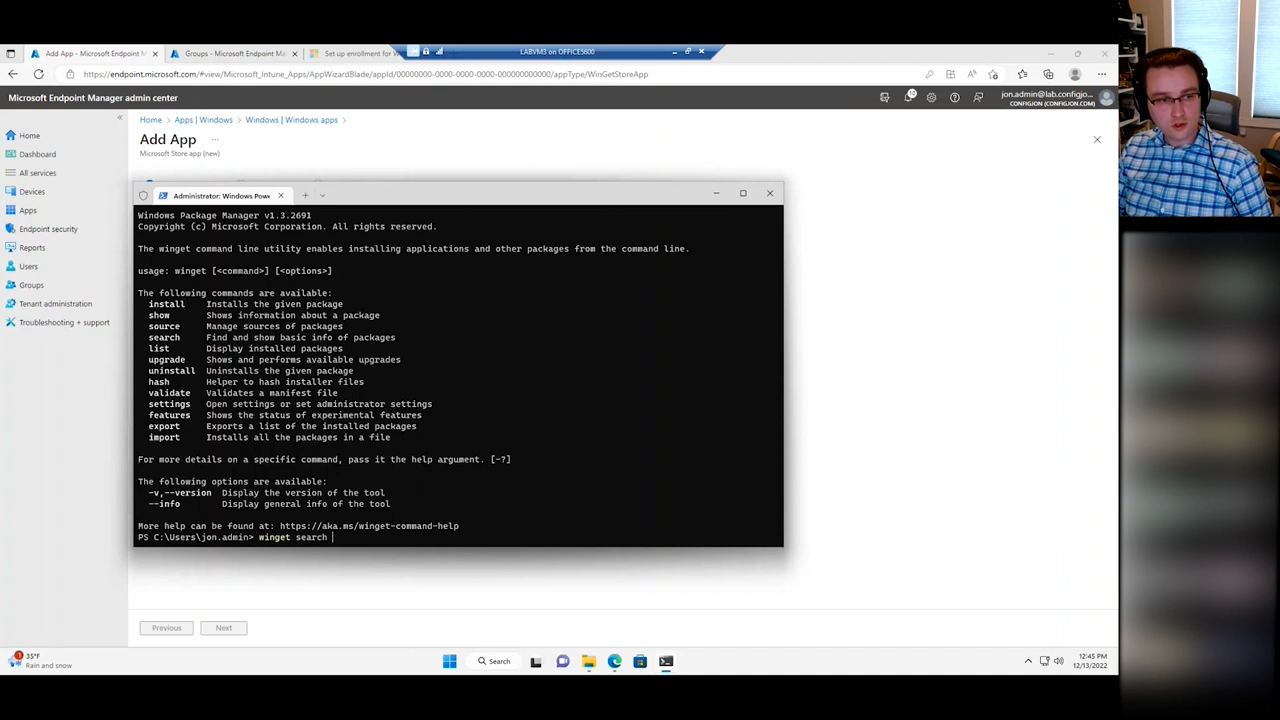 Add App - Microsoft Endpoint M
Groups - Microsoft Endpoint Ma
Set up enrollment for W
LABVM3 on OFFICE5600
https://endpoint.microsoft.com/#view/Microsoft_Intune_Apps/AppWizardBlade/appId/00000000-0000-0000-0000-000000000000/appType/WinGetStoreApp
Microsoft Endpoint Manager admin center
10
jon.admin@lab.configjo...
CONFIGJON (CONFIGJON.COM)
Home > Apps | Windows > Windows | Windows apps >
Add App ...
Microsoft Store app (new)
Home
Dashboard
All services
Devices
Apps
Endpoint security
Reports
Users
Groups
Tenant administration
Troubleshooting + support
Administrator: Windows Powe
Windows Package Manager v1.3.2691
Copyright (c) Microsoft Corporation. All rights reserved.
The winget command line utility enables installing applications and other packages from the command line.
usage: winget [<command>] [<options>]
The following commands are available:
install Installs the given package
show Shows information about a package
source Manage sources of packages
search Find and show basic info of packages
list Display installed packages
upgrade Shows and performs available upgrades
uninstall Uninstalls the given package
hash Helper to hash installer files
validate Validates a manifest file
settings Open settings or set administrator settings
features Shows the status of experimental features
export Exports a list of the installed packages
import Installs all the packages in a file
For more details on a specific command, pass it the help argument. [-?]
The following options are available:
-v,--version Display the version of the tool
--info Display general info of the tool
More help can be found at: https://aka.ms/winget-command-help
PS C:\Users\jon.admin> winget search
Previous
Next
1
35°F
Rain and snow
Search
12:45 PM
12/13/2022